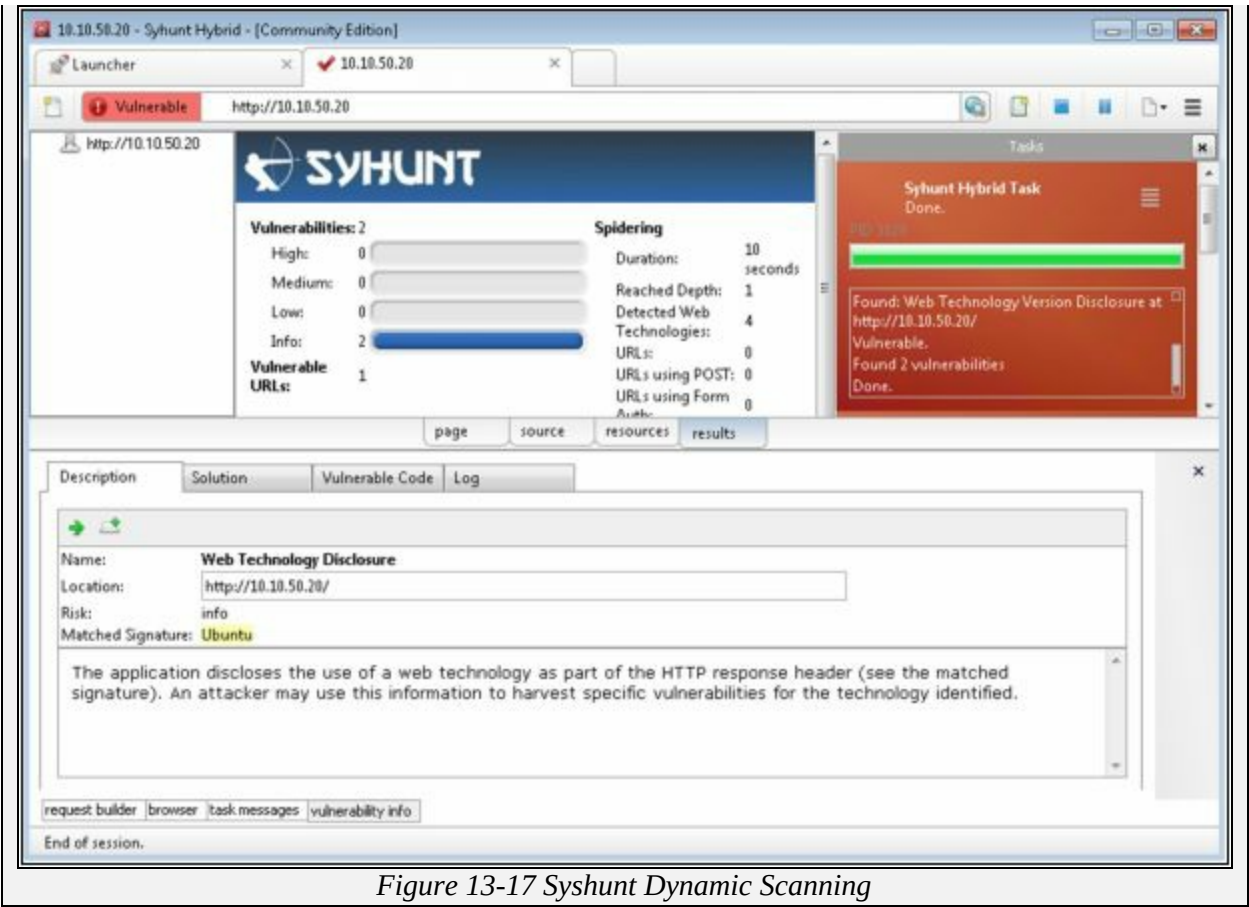 10.10.50.20 - Syhunt Hybrid - [Community Edition]
Launcher
10.10.50.20
Vulnerable
http://10.10.50.20
http://10.10.50.20
SYHUNT
Vulnerabilities: 2
High: 0
Medium: 0
Low: 0
Info: 2
Vulnerable URLs: 1
Spidering
Duration: 10 seconds
Reached Depth: 1
Detected Web Technologies: 4
URLs: 0
URLs using POST: 0
URLs using Form Auth: 0
Tasks
Syhunt Hybrid Task
Done.
Found: Web Technology Version Disclosure at
http://10.10.50.20/
Vulnerable.
Found 2 vulnerabilities
Done.
page source resources results
Description Solution Vulnerable Code Log
Name: Web Technology Disclosure
Location: http://10.10.50.20/
Risk: info
Matched Signature: Ubuntu
The application discloses the use of a web technology as part of the HTTP response header (see the matched
signature). An attacker may use this information to harvest specific vulnerabilities for the technology identified.
request builder browser task messages vulnerability info
End of session.
Figure 13-17 Syshunt Dynamic Scanning